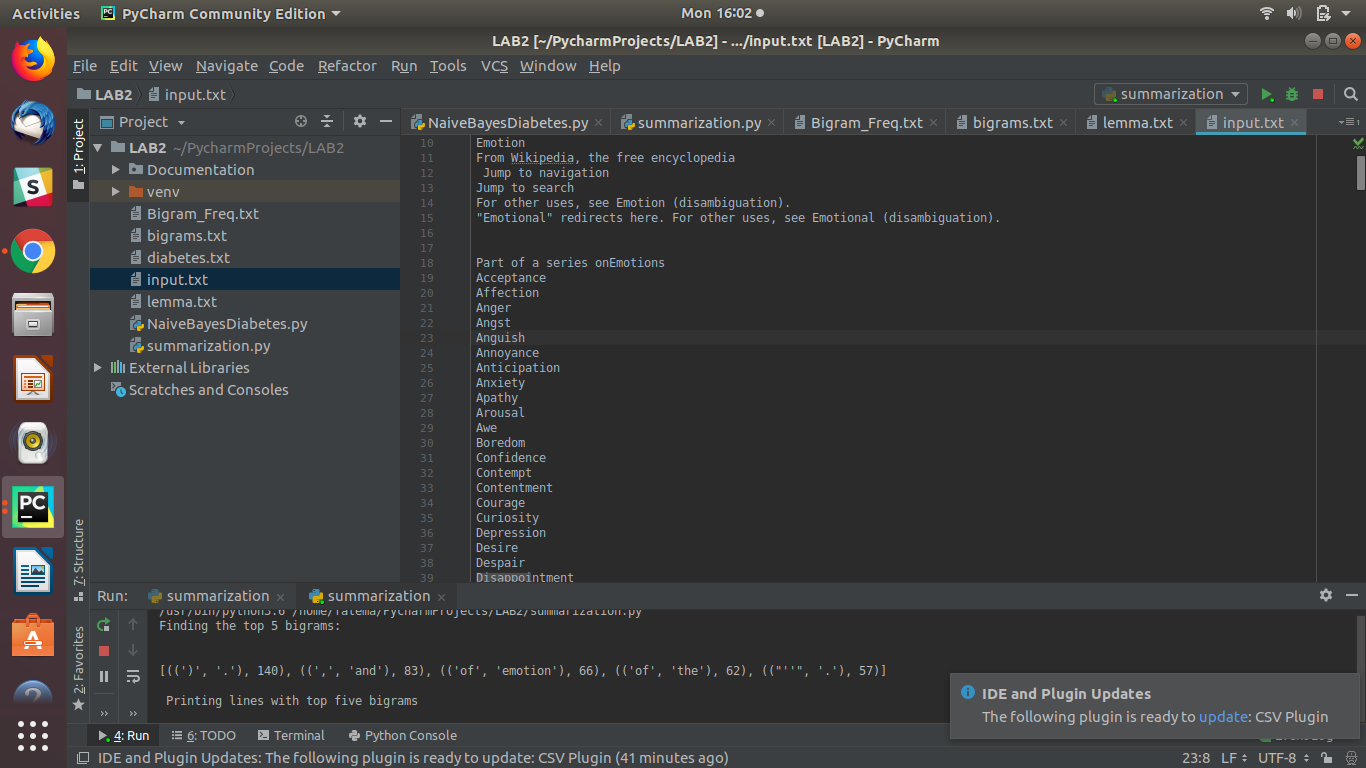 Activities PyCharm Community Edition Mon 16:02
LAB2 [~/PycharmProjects/LAB2] - .../input.txt [LAB2] - PyCharm
File Edit View Navigate Code Refactor Run Tools VCS Window Help
LAB2 input.txt summarization
1: Project
Project
LAB2 ~/PycharmProjects/LAB2
Documentation
venv
Bigram_Freq.txt
bigrams.txt
diabetes.txt
input.txt
lemma.txt
NaiveBayesDiabetes.py
summarization.py
External Libraries
Scratches and Consoles
NaiveBayesDiabetes.py summarization.py Bigram_Freq.txt bigrams.txt lemma.txt input.txt
10 Emotion
11 From Wikipedia, the free encyclopedia
12 Jump to navigation
13 Jump to search
14 For other uses, see Emotion (disambiguation).
15 "Emotional" redirects here. For other uses, see Emotional (disambiguation).
16
17
18 Part of a series onEmotions
19 Acceptance
20 Affection
21 Anger
22 Angst
23 Anguish
24 Annoyance
25 Anticipation
26 Anxiety
27 Apathy
28 Arousal
29 Awe
30 Boredom
31 Confidence
32 Contempt
33 Contentment
34 Courage
35 Curiosity
36 Depression
37 Desire
38 Despair
39 Disappointment
7: Structure
2: Favorites
Run: summarization summarization
/usr/bin/python3.6 /home/fatema/PycharmProjects/LAB2/summarization.py
Finding the top 5 bigrams:
[((')', '.'), 140), ((',', 'and'), 83), (('of', 'emotion'), 66), (('of', 'the'), 62), (("''", '.'), 57)]
Printing lines with top five bigrams
IDE and Plugin Updates
The following plugin is ready to update: CSV Plugin
4: Run 6: TODO Terminal Python Console
IDE and Plugin Updates: The following plugin is ready to update: CSV Plugin (41 minutes ago) 23:8 LF UTF-8